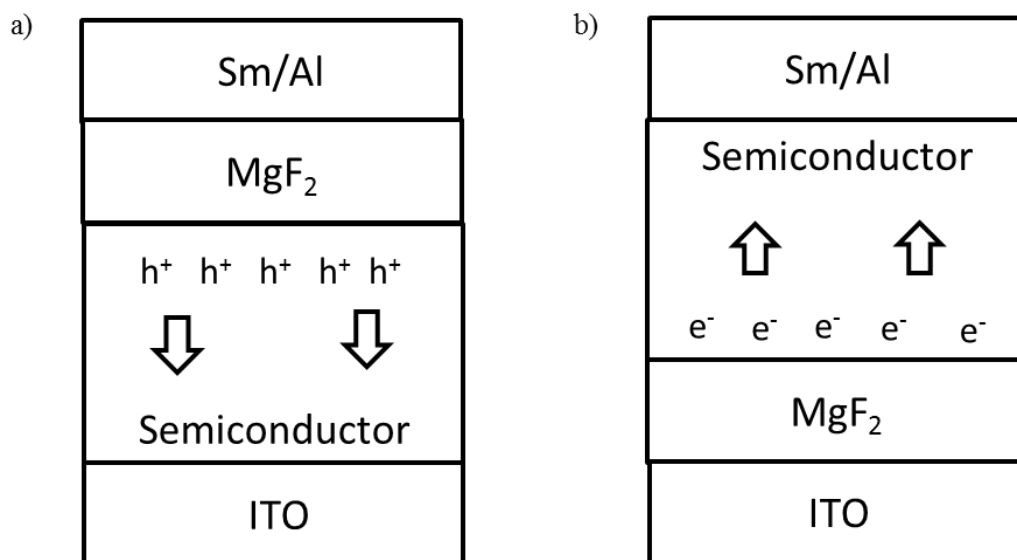 a)
Sm/Al
MgF₂
h⁺ h⁺ h⁺ h⁺ h⁺
Semiconductor
ITO
b)
Sm/Al
Semiconductor
e⁻ e⁻ e⁻ e⁻ e⁻
MgF₂
ITO